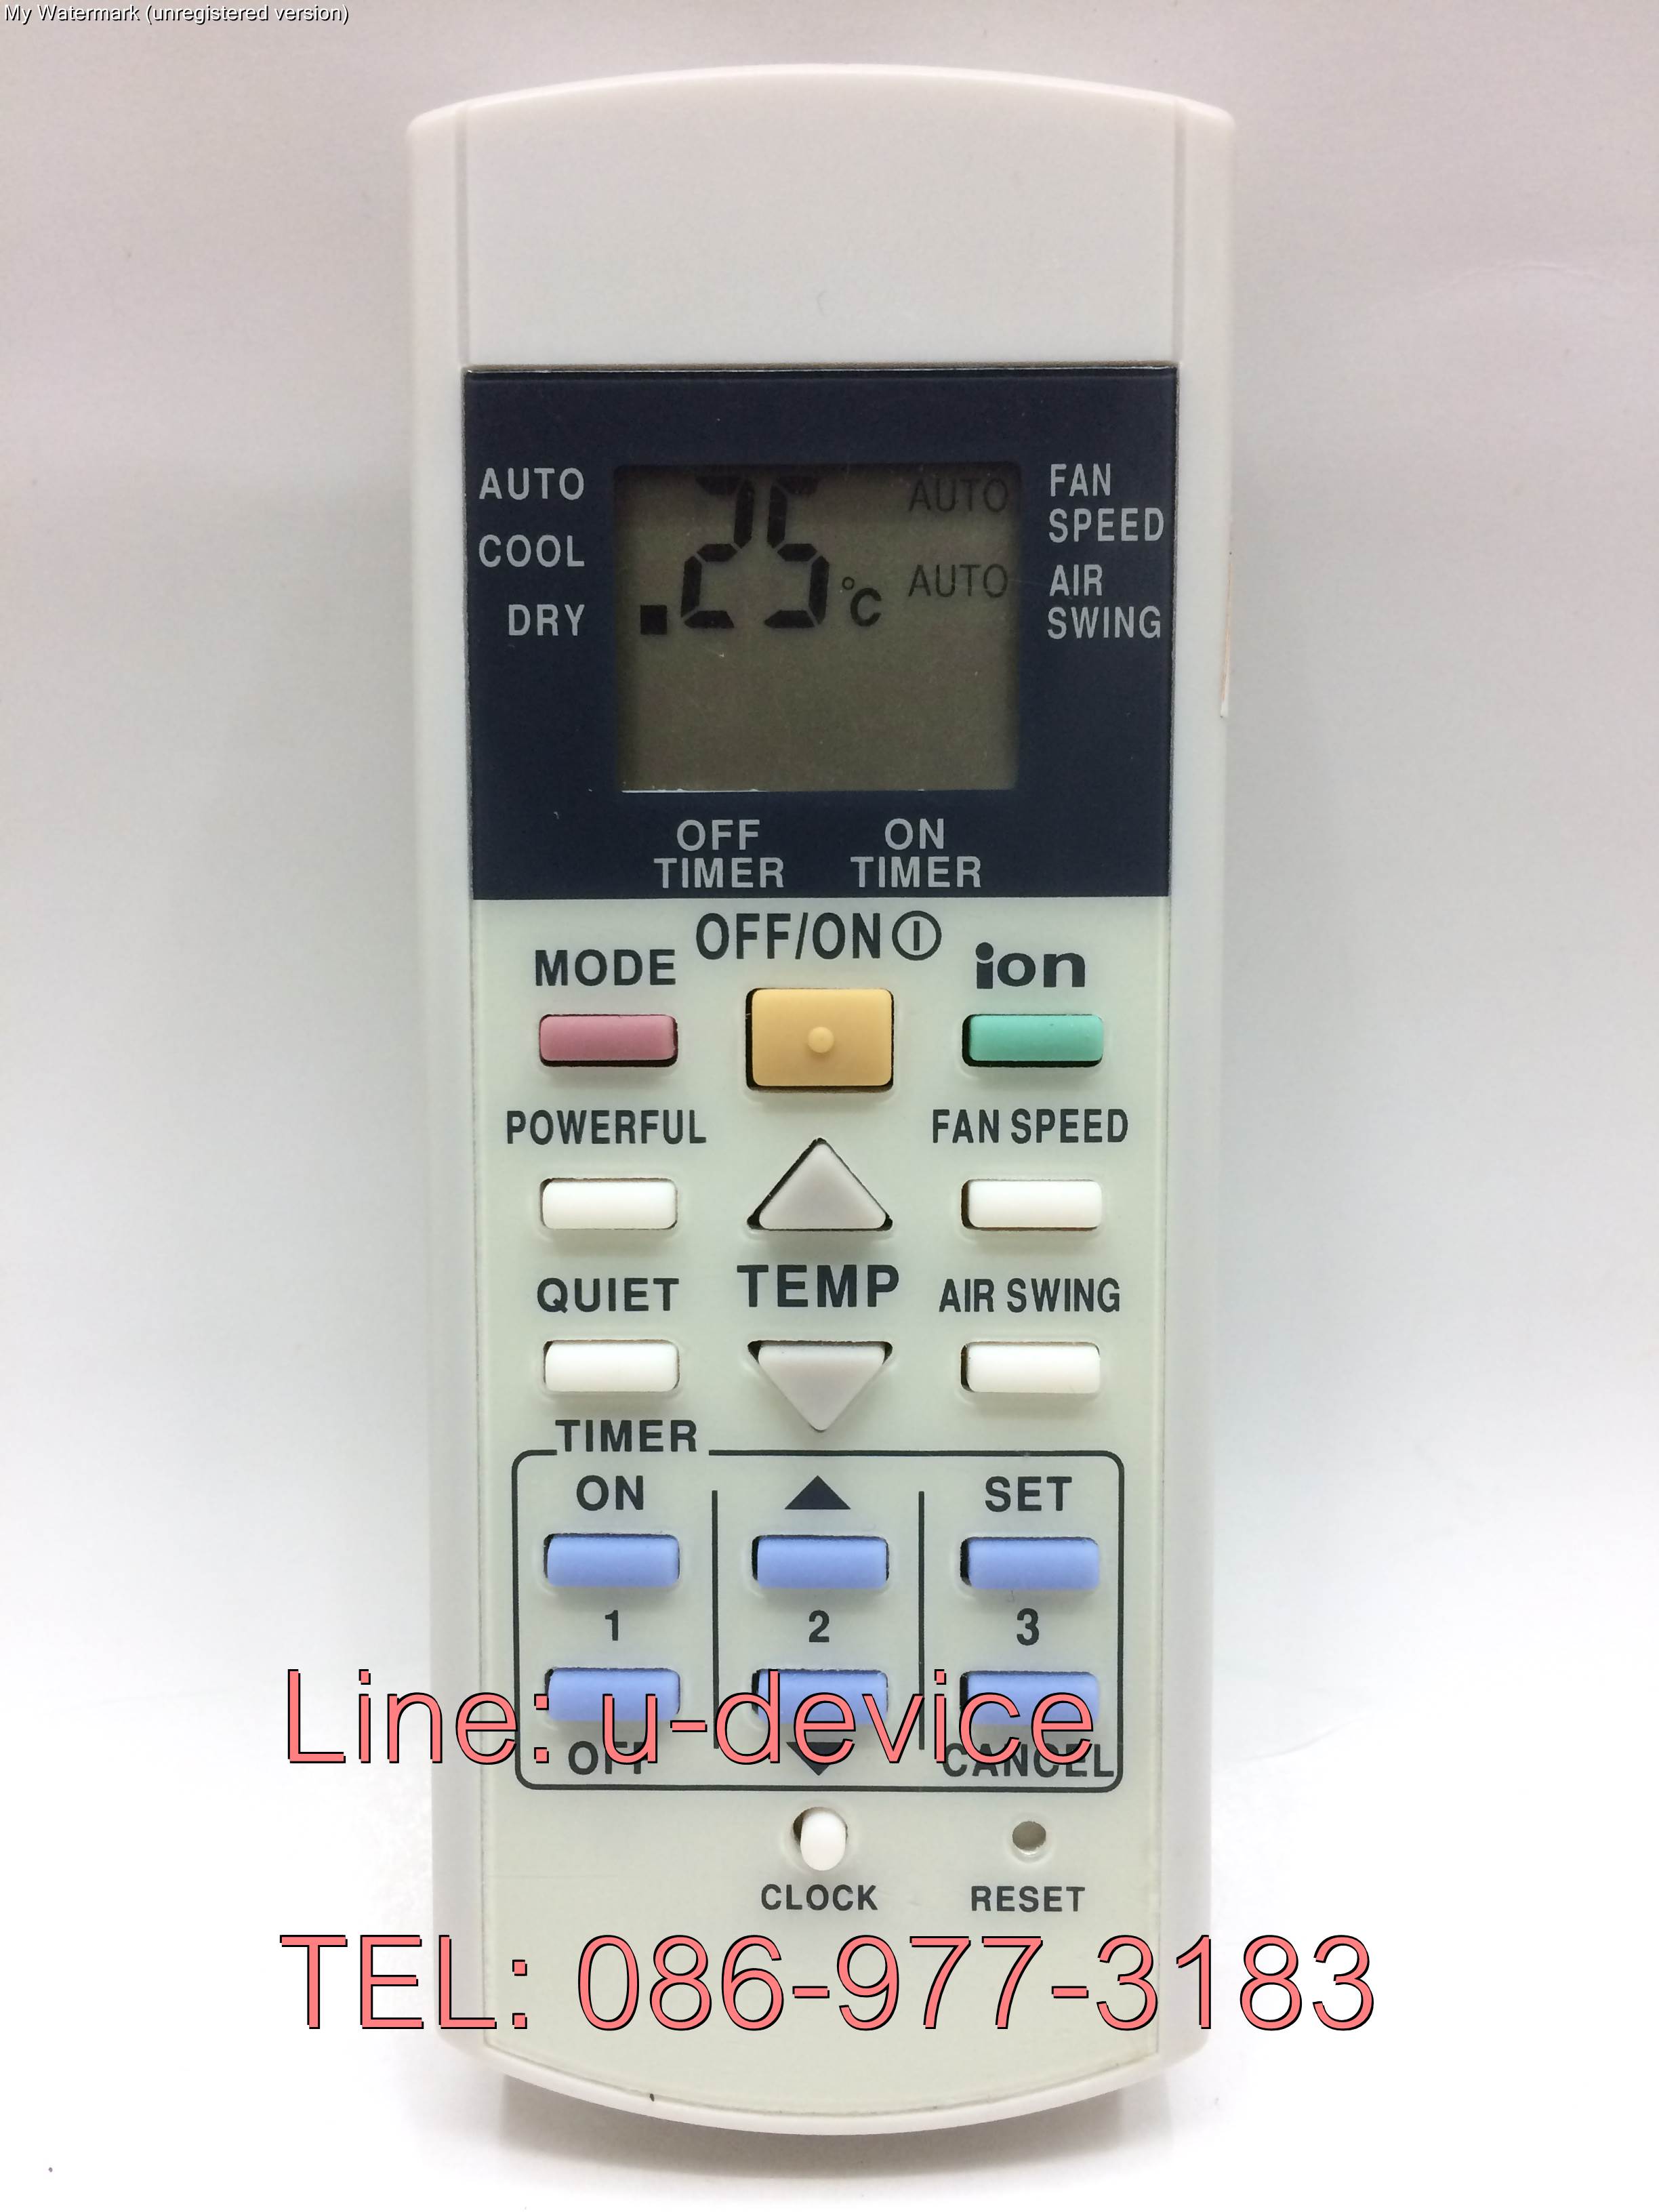 My Watermark (unregistered version)
AUTO
COOL
DRY
25°C
AUTO
AUTO
FAN
SPEED
AIR
SWING
OFF
TIMER
ON
TIMER
MODE
OFF/ON
ion
POWERFUL
FAN SPEED
QUIET
TEMP
AIR SWING
TIMER
ON
SET
1
2
3
Line: u-device
OFF
CANCEL
CLOCK
RESET
TEL: 086-977-3183